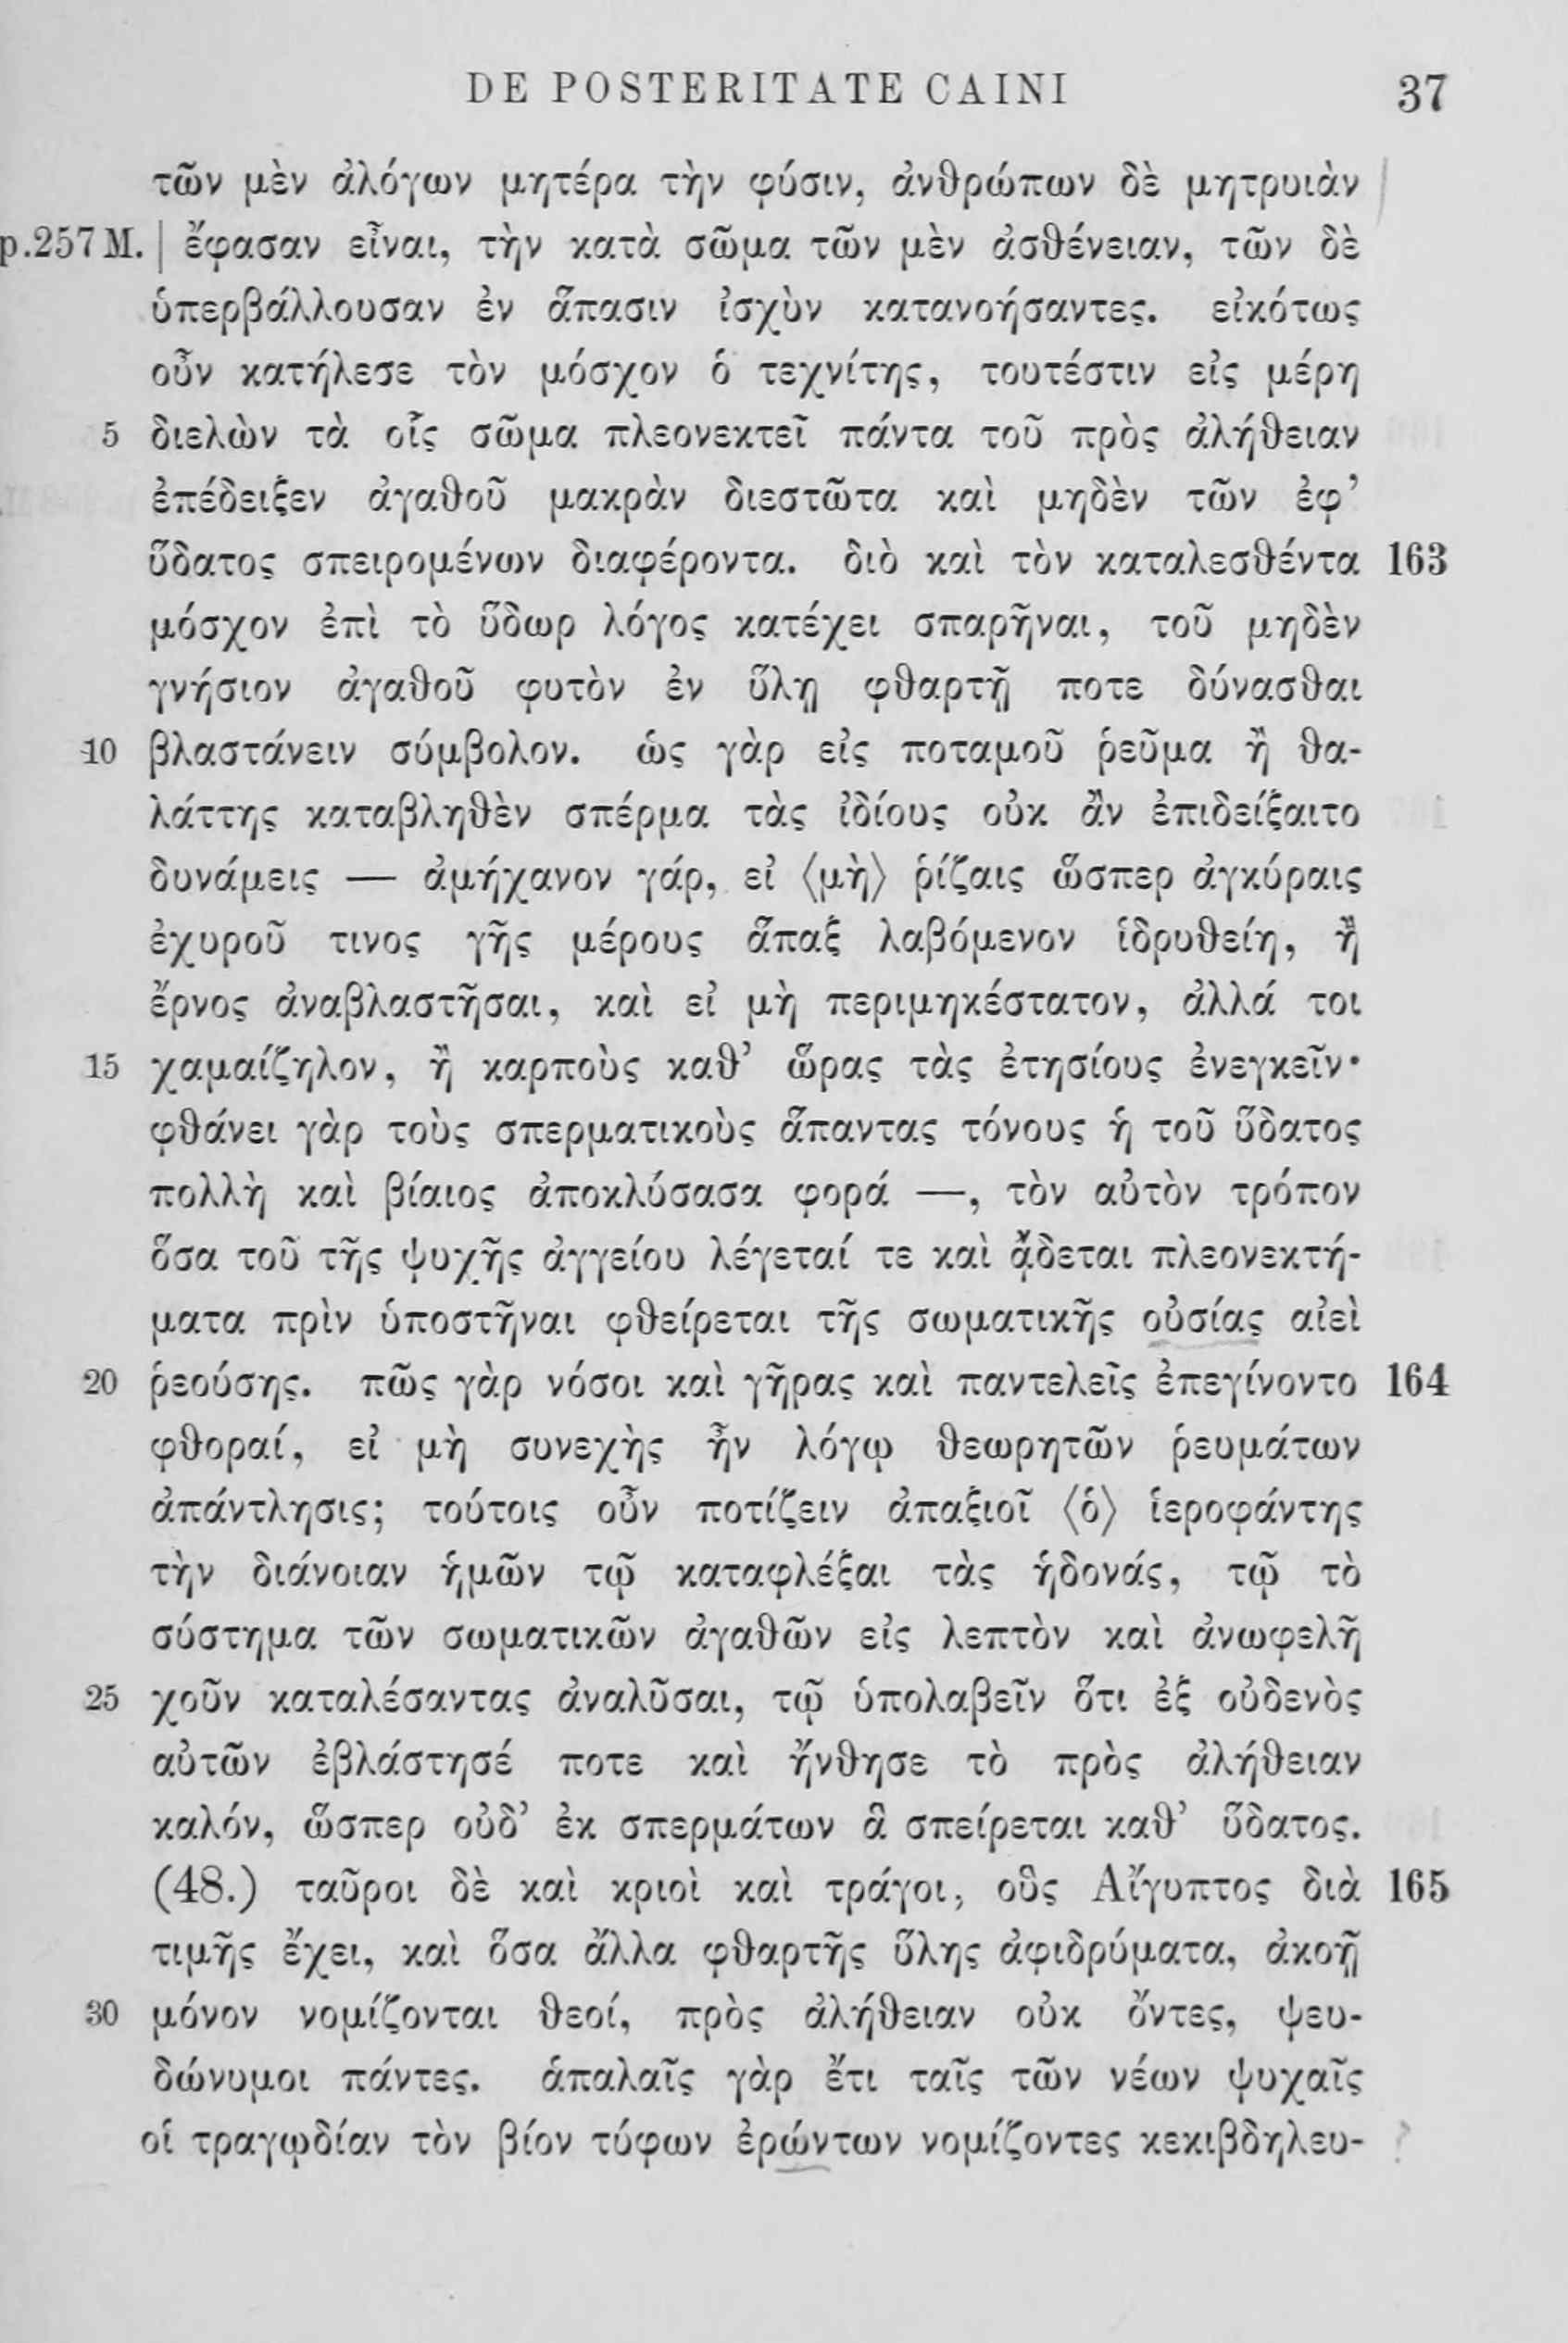 DE POSTERITATE CAINI 37
τῶν μὲν ἀλόγων μητέρα τὴν φύσιν, ἀνθρώπων δὲ μητρυιὰν
p.257 M. | ἔφασαν εἶναι, τὴν κατὰ σῶμα τῶν μὲν ἀσθένειαν, τῶν δὲ
ὑπερβάλλουσαν ἐν ἅπασιν ἰσχὺν κατανοήσαντες. εἰκότως
οὖν κατήλεσε τὸν μόσχον ὁ τεχνίτης, τουτέστιν εἰς μέρη
5 διελὼν τὰ οἷς σῶμα πλεονεκτεῖ πάντα τοῦ πρὸς ἀλήθειαν
ἐπέδειξεν ἀγαθοῦ μακρὰν διεστῶτα καὶ μηδὲν τῶν ἐφ’
ὕδατος σπειρομένων διαφέροντα. διὸ καὶ τὸν καταλεσθέντα 163
μόσχον ἐπὶ τὸ ὕδωρ λόγος κατέχει σπαρῆναι, τοῦ μηδὲν
γνήσιον ἀγαθοῦ φυτὸν ἐν ὕλῃ φθαρτῇ ποτε δύνασθαι
10 βλαστάνειν σύμβολον. ὡς γὰρ εἰς ποταμοῦ ῥεῦμα ἢ θα-
λάττης καταβληθὲν σπέρμα τὰς ἰδίους οὐκ ἂν ἐπιδείξαιτο
δυνάμεις — ἀμήχανον γάρ, εἰ ⟨μὴ⟩ ῥίζαις ὥσπερ ἀγκύραις
ἐχυροῦ τινος γῆς μέρους ἅπαξ λαβόμενον ἱδρυθείη, ἢ
ἔρνος ἀναβλαστῆσαι, καὶ εἰ μὴ περιμηκέστατον, ἀλλά τοι
15 χαμαίζηλον, ἢ καρποὺς καθ’ ὥρας τὰς ἐτησίους ἐνεγκεῖν·
φθάνει γὰρ τοὺς σπερματικοὺς ἅπαντας τόνους ἡ τοῦ ὕδατος
πολλὴ καὶ βίαιος ἀποκλύσασα φορά —, τὸν αὐτὸν τρόπον
ὅσα τοῦ τῆς ψυχῆς ἀγγείου λέγεταί τε καὶ ᾄδεται πλεονεκτή-
ματα πρὶν ὑποστῆναι φθείρεται τῆς σωματικῆς οὐσίας αἰεὶ
20 ῥεούσης. πῶς γὰρ νόσοι καὶ γῆρας καὶ παντελεῖς ἐπεγίνοντο 164
φθοραί, εἰ μὴ συνεχὴς ἦν λόγῳ θεωρητῶν ῥευμάτων
ἀπάντλησις; τούτοις οὖν ποτίζειν ἀπαξιοῖ ⟨ὁ⟩ ἱεροφάντης
τὴν διάνοιαν ἡμῶν τῷ καταφλέξαι τὰς ἡδονάς, τῷ τὸ
σύστημα τῶν σωματικῶν ἀγαθῶν εἰς λεπτὸν καὶ ἀνωφελῆ
25 χοῦν καταλέσαντας ἀναλῦσαι, τῷ ὑπολαβεῖν ὅτι ἐξ οὐδενὸς
αὐτῶν ἐβλάστησέ ποτε καὶ ἤνθησε τὸ πρὸς ἀλήθειαν
καλόν, ὥσπερ οὐδ’ ἐκ σπερμάτων ἃ σπείρεται καθ’ ὕδατος.
(48.) ταῦροι δὲ καὶ κριοὶ καὶ τράγοι, οὓς Αἴγυπτος διὰ 165
τιμῆς ἔχει, καὶ ὅσα ἄλλα φθαρτῆς ὕλης ἀφιδρύματα, ἀκοῇ
30 μόνον νομίζονται θεοί, πρὸς ἀλήθειαν οὐκ ὄντες, ψευ-
δώνυμοι πάντες. ἁπαλαῖς γὰρ ἔτι ταῖς τῶν νέων ψυχαῖς
οἱ τραγῳδίαν τὸν βίον τύφων ἐρώντων νομίζοντες κεκιβδηλευ- ?